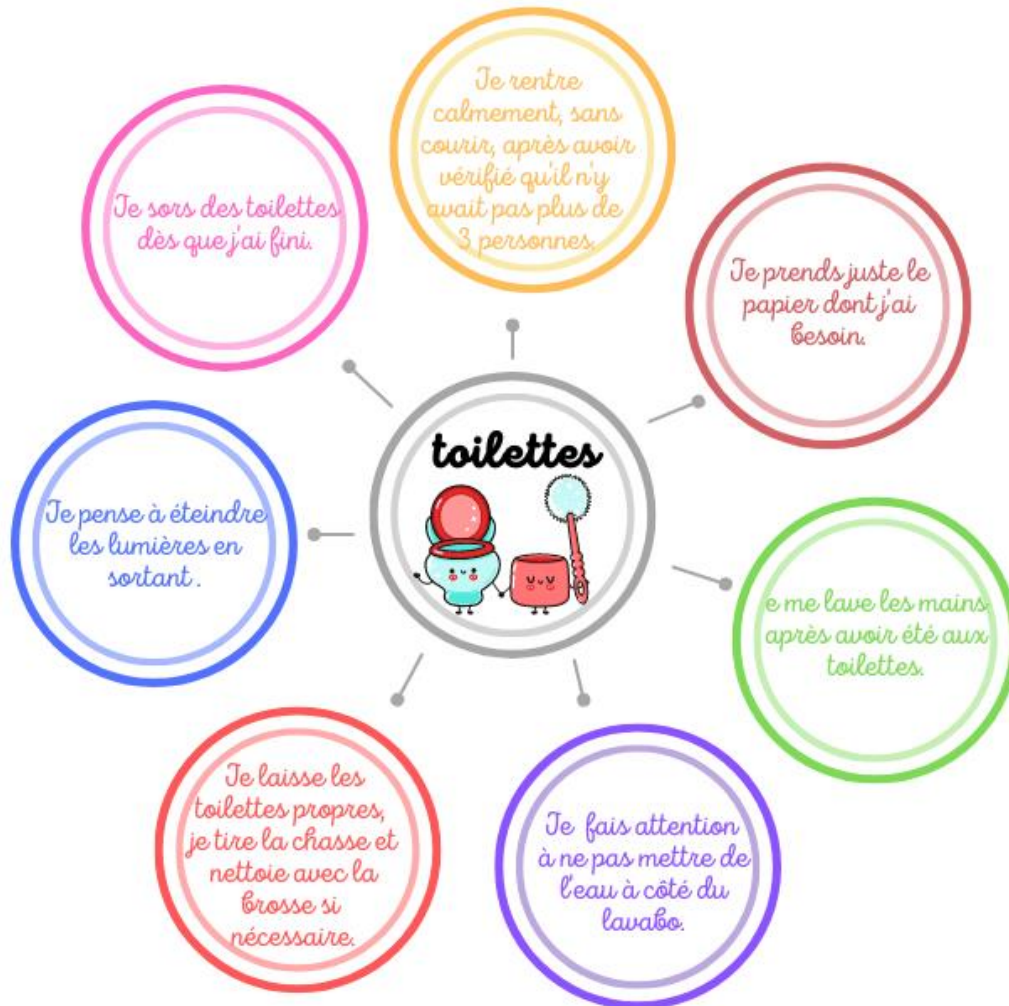 toilettes
Je rentre
calmement, sans
courir, après avoir
vérifié qu'il n'y
avait pas plus de
3 personnes.
Je prends juste le
papier dont j'ai
besoin.
e me lave les mains
après avoir été aux
toilettes.
Je fais attention
à ne pas mettre de
l'eau à côté du
lavabo.
Je laisse les
toilettes propres,
je tire la chasse et
nettoie avec la
brosse si
nécessaire.
Je pense à éteindre
les lumières en
sortant .
Je sors des toilettes
dès que j'ai fini.